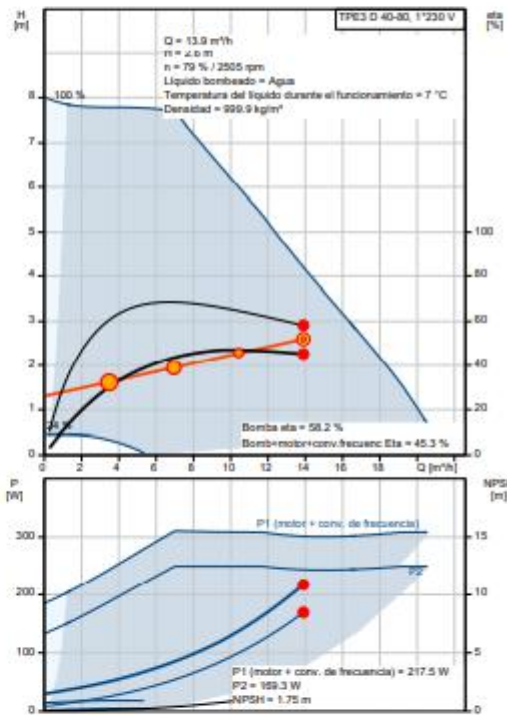 H
[m]
TPE3 D 40-80, 1*230 V
eta
[%]
Q = 13.9 m³/h
H = 2.6 m
n = 79 % / 2505 rpm
Líquido bombeado = Agua
Temperatura del líquido durante el funcionamiento = 7 °C
Densidad = 999.9 kg/m³
100 %
8
7
6
5
4
3
2
1
0
100
80
60
40
20
0
24 %
Bomba eta = 58.2 %
Bomb+motor+conv.frecuenc Eta = 45.3 %
0 2 4 6 8 10 12 14 16 18 Q [m³/h]
P
[W]
NPSH
[m]
P1 (motor + conv. de frecuencia)
P2
300
200
100
0
15
10
5
0
P1 (motor + conv. de frecuencia) = 217.5 W
P2 = 169.3 W
NPSH = 1.75 m